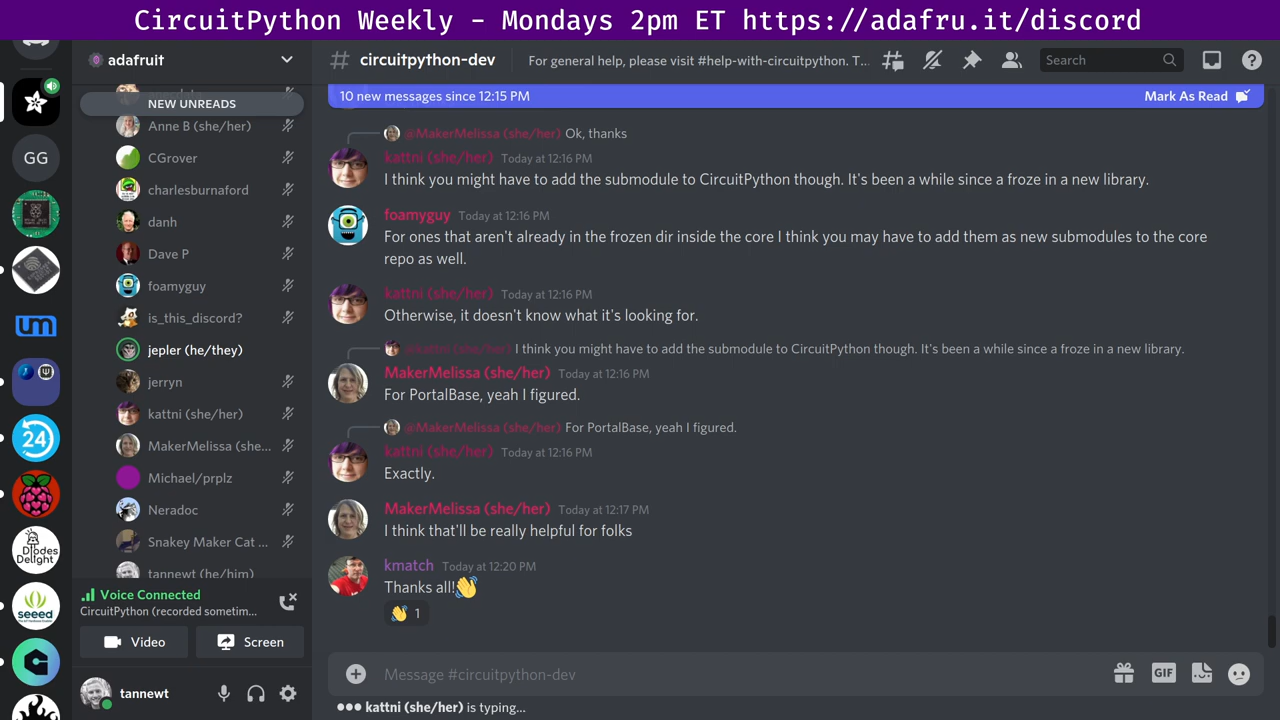 CircuitPython Weekly - Mondays 2pm ET https://adafru.it/discord
adafruit
NEW UNREADS
Anne B (she/her)
CGrover
charlesburnaford
danh
Dave P
foamyguy
is_this_discord?
jepler (he/they)
jerryn
kattni (she/her)
MakerMelissa (she...
Michael/prplz
Neradoc
Snakey Maker Cat ...
tannewt (he/him)
Voice Connected
CircuitPython (recorded sometim...
Video
Screen
tannewt
GG
um
24
Diodes
Delight
seeed
circuitpython-dev
For general help, please visit #help-with-circuitpython. T...
Search
10 new messages since 12:15 PM
Mark As Read
@MakerMelissa (she/her) Ok, thanks
kattni (she/her) Today at 12:16 PM
I think you might have to add the submodule to CircuitPython though. It's been a while since a froze in a new library.
foamyguy Today at 12:16 PM
For ones that aren't already in the frozen dir inside the core I think you may have to add them as new submodules to the core
repo as well.
kattni (she/her) Today at 12:16 PM
Otherwise, it doesn't know what it's looking for.
@kattni (she/her) I think you might have to add the submodule to CircuitPython though. It's been a while since a froze in a new library.
MakerMelissa (she/her) Today at 12:16 PM
For PortalBase, yeah I figured.
@MakerMelissa (she/her) For PortalBase, yeah I figured.
kattni (she/her) Today at 12:16 PM
Exactly.
MakerMelissa (she/her) Today at 12:17 PM
I think that'll be really helpful for folks
kmatch Today at 12:20 PM
Thanks all!👋
👋 1
Message #circuitpython-dev
GIF
kattni (she/her) is typing...